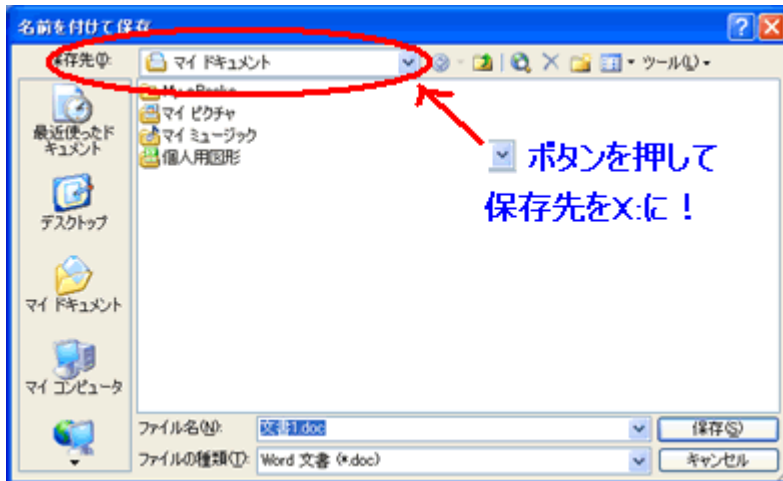 名前を付けて保存
保存先(I):
マイ ドキュメント
ツール(L)
My eBooks
マイ ピクチャ
マイ ミュージック
個人用図形
最近使ったド
キュメント
デスクトップ
マイ ドキュメント
マイ コンピュータ
ボタンを押して
保存先をX:に！
ファイル名(N):
文書1.doc
保存(S)
ファイルの種類(T):
Word 文書 (*.doc)
キャンセル